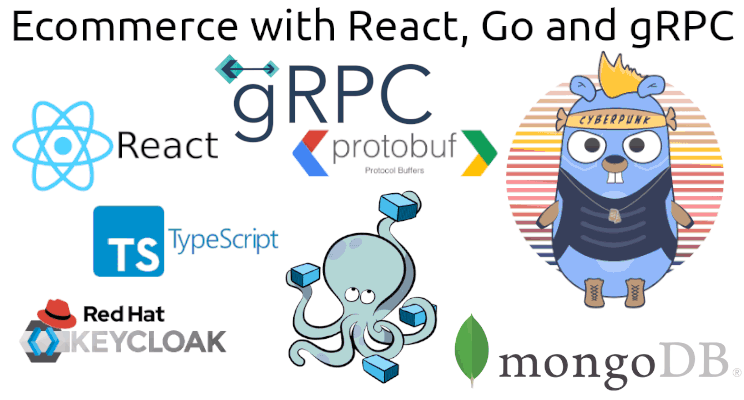 Ecommerce with React, Go and gRPC
gRPC
React
protobuf
Protocol Buffers
CYBERPUNK
TS TypeScript
Red Hat
KEYCLOAK
mongoDB®